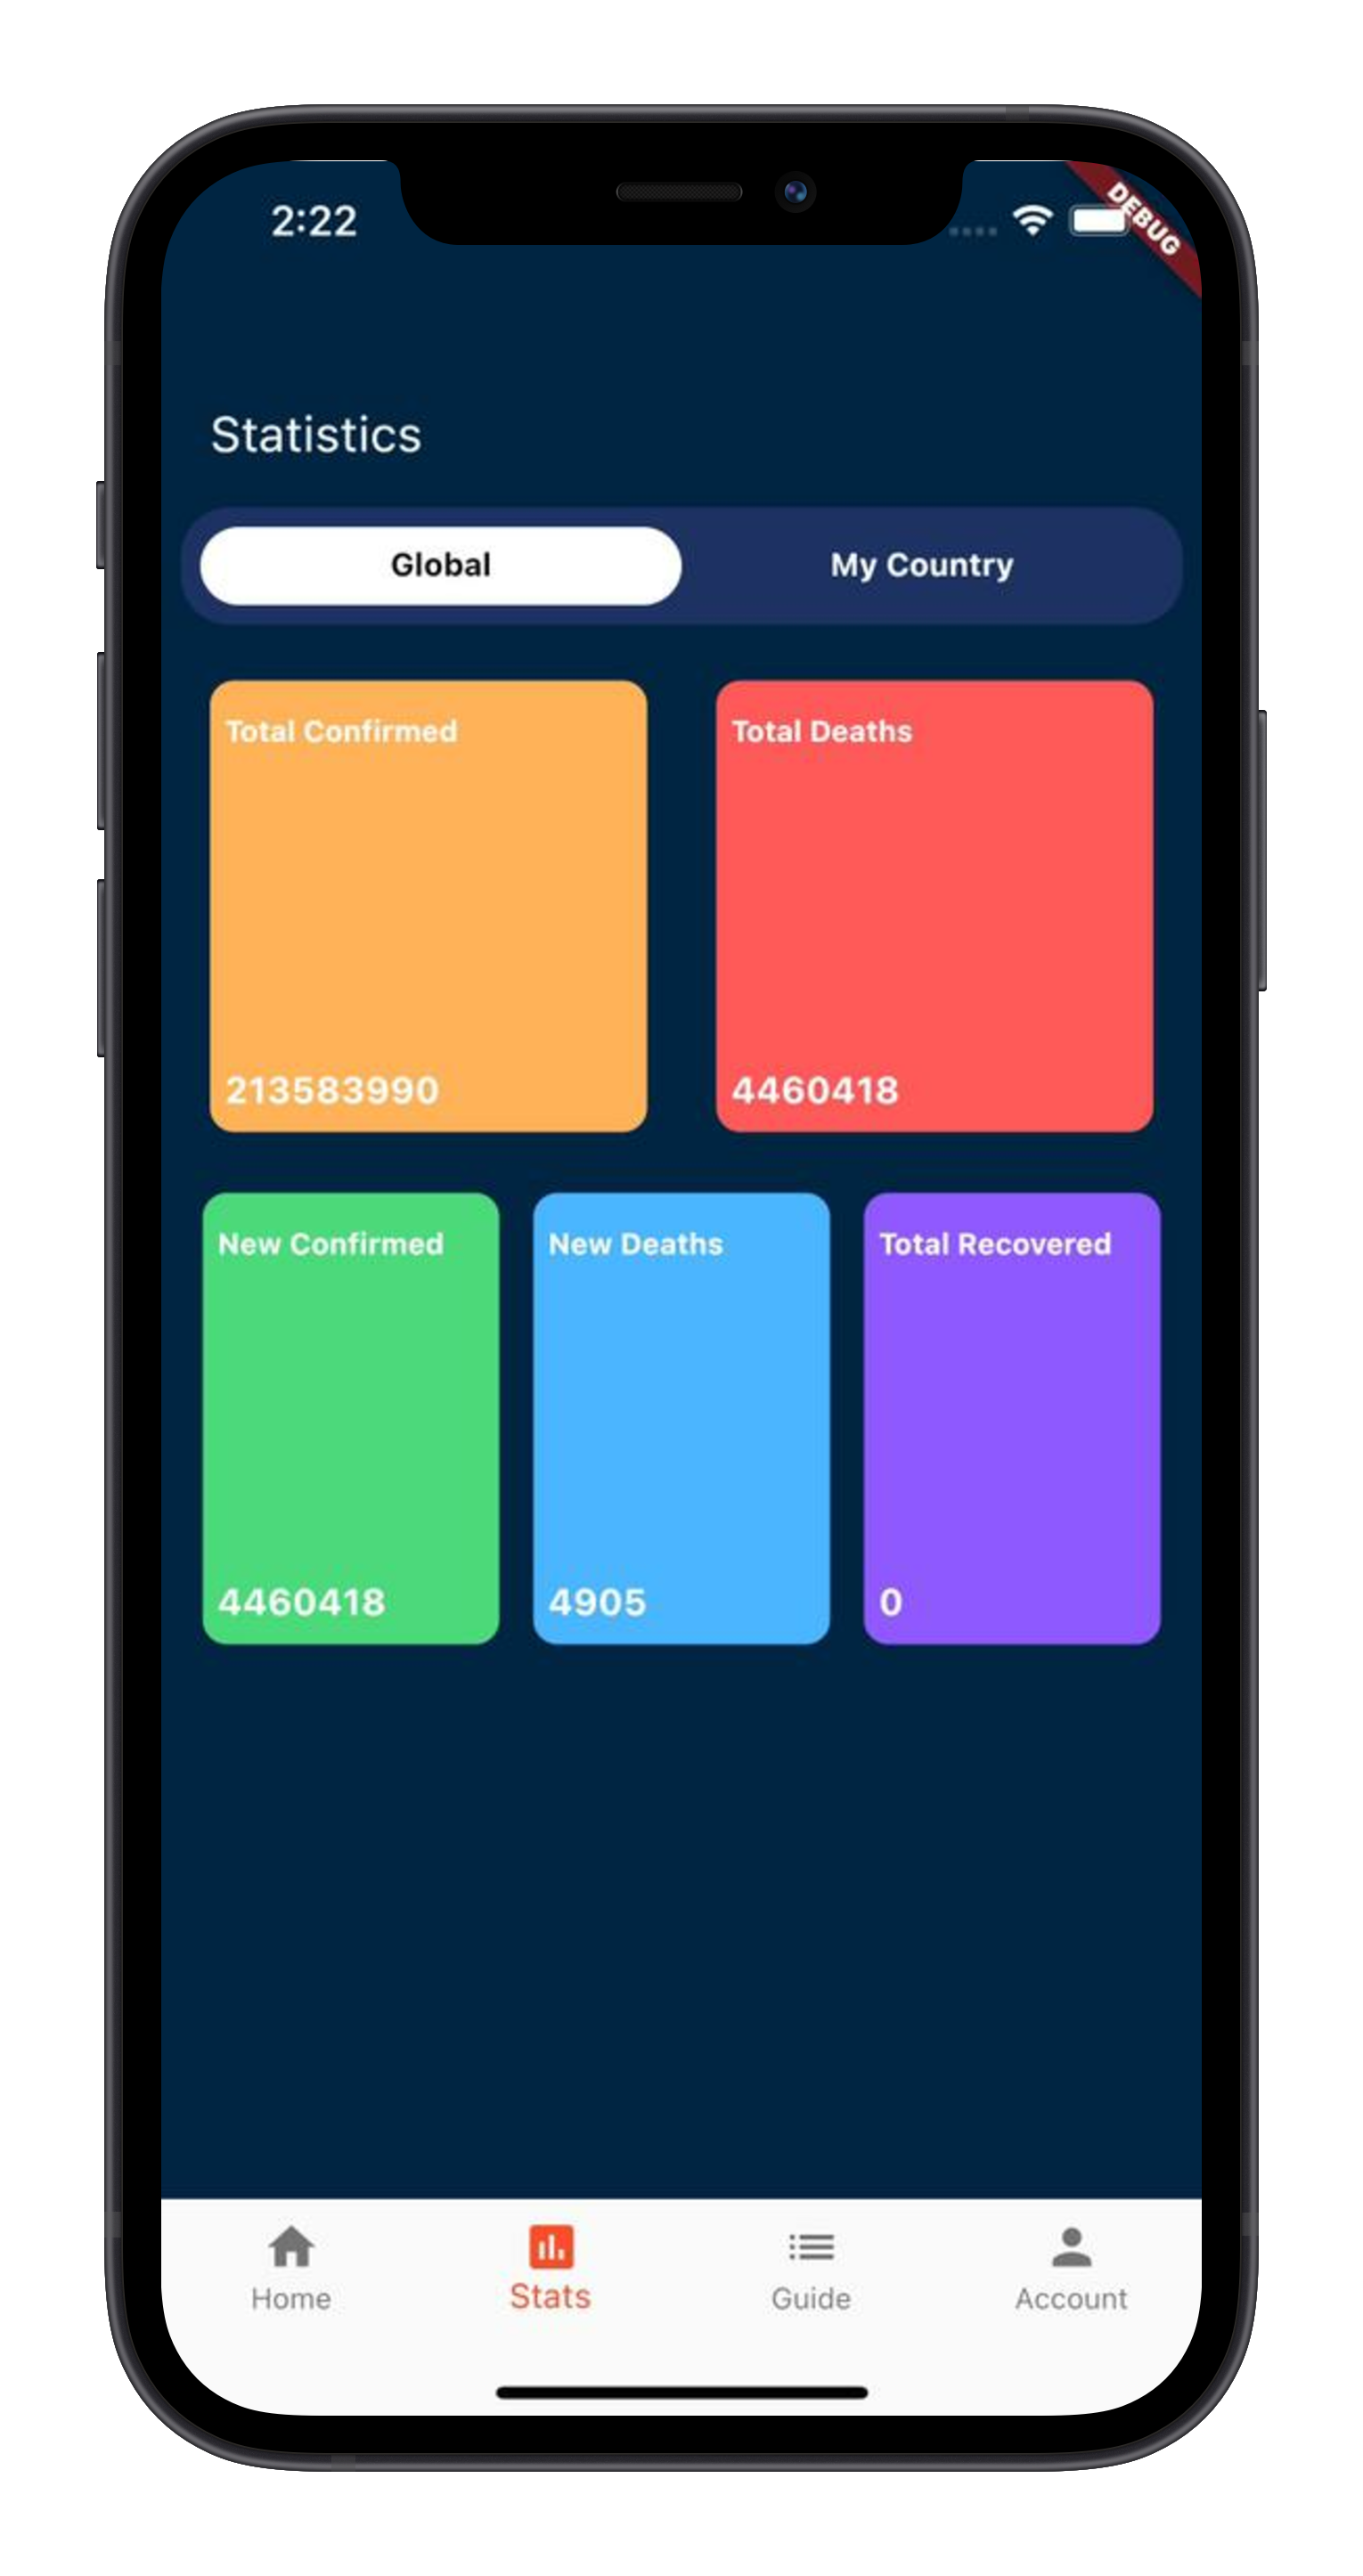 2:22
DEBUG
Statistics
Global
My Country
Total Confirmed
Total Deaths
213583990
4460418
New Confirmed
New Deaths
Total Recovered
4460418
4905
0
Home
Stats
Guide
Account